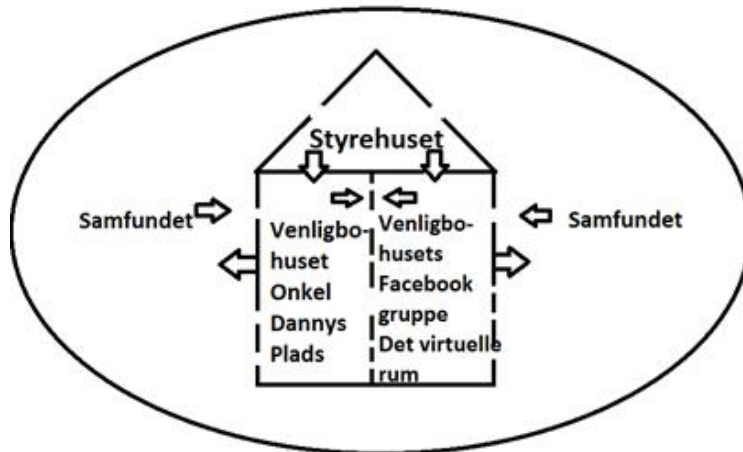 Styrehuset
Samfundet
Venligbo-
huset
Onkel
Dannys
Plads
Venligbo-
husets
Facebook
gruppe
Det virtuelle
rum
Samfundet